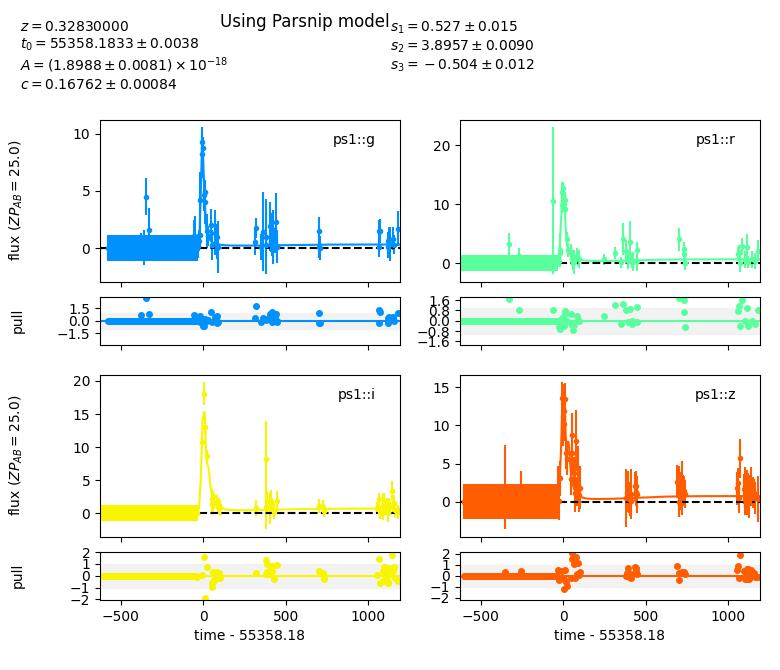 Using Parsnip model
z = 0.32830000
t0 = 55358.1833 ± 0.0038
A = (1.8988 ± 0.0081) × 10^−18
c = 0.16762 ± 0.00084
s1 = 0.527 ± 0.015
s2 = 3.8957 ± 0.0090
s3 = −0.504 ± 0.012
flux (ZP_AB = 25.0)
10
5
0
ps1::g
20
10
0
ps1::r
pull
1.5
0.0
−1.5
1.6
0.8
0.0
−0.8
−1.6
flux (ZP_AB = 25.0)
20
15
10
5
0
ps1::i
15
10
5
0
ps1::z
pull
2
1
0
−1
−2
−500 0 500 1000
time - 55358.18
2
1
0
−1
−2
−500 0 500 1000
time - 55358.18